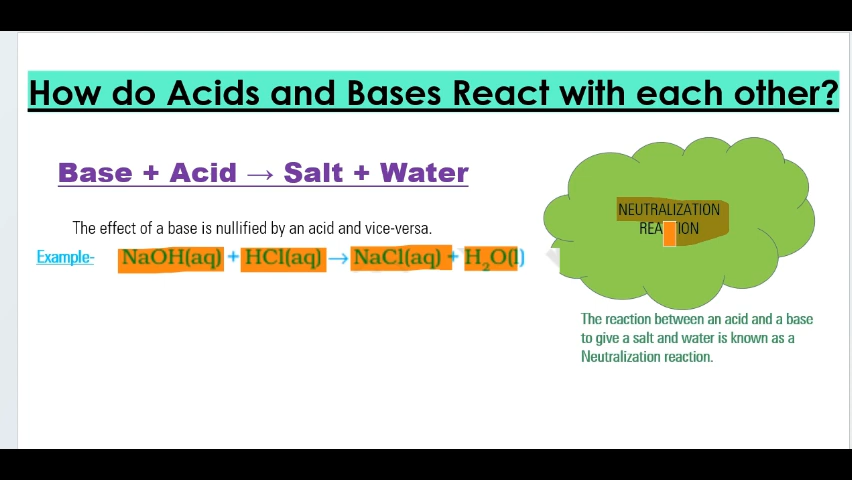 How do Acids and Bases React with each other?
Base + Acid → Salt + Water
The effect of a base is nullified by an acid and vice-versa.
Example- NaOH(aq) + HCl(aq) → NaCl(aq) + H₂O(l)
NEUTRALIZATION
The reaction between an acid and a base
to give a salt and water is known as a
Neutralization reaction.